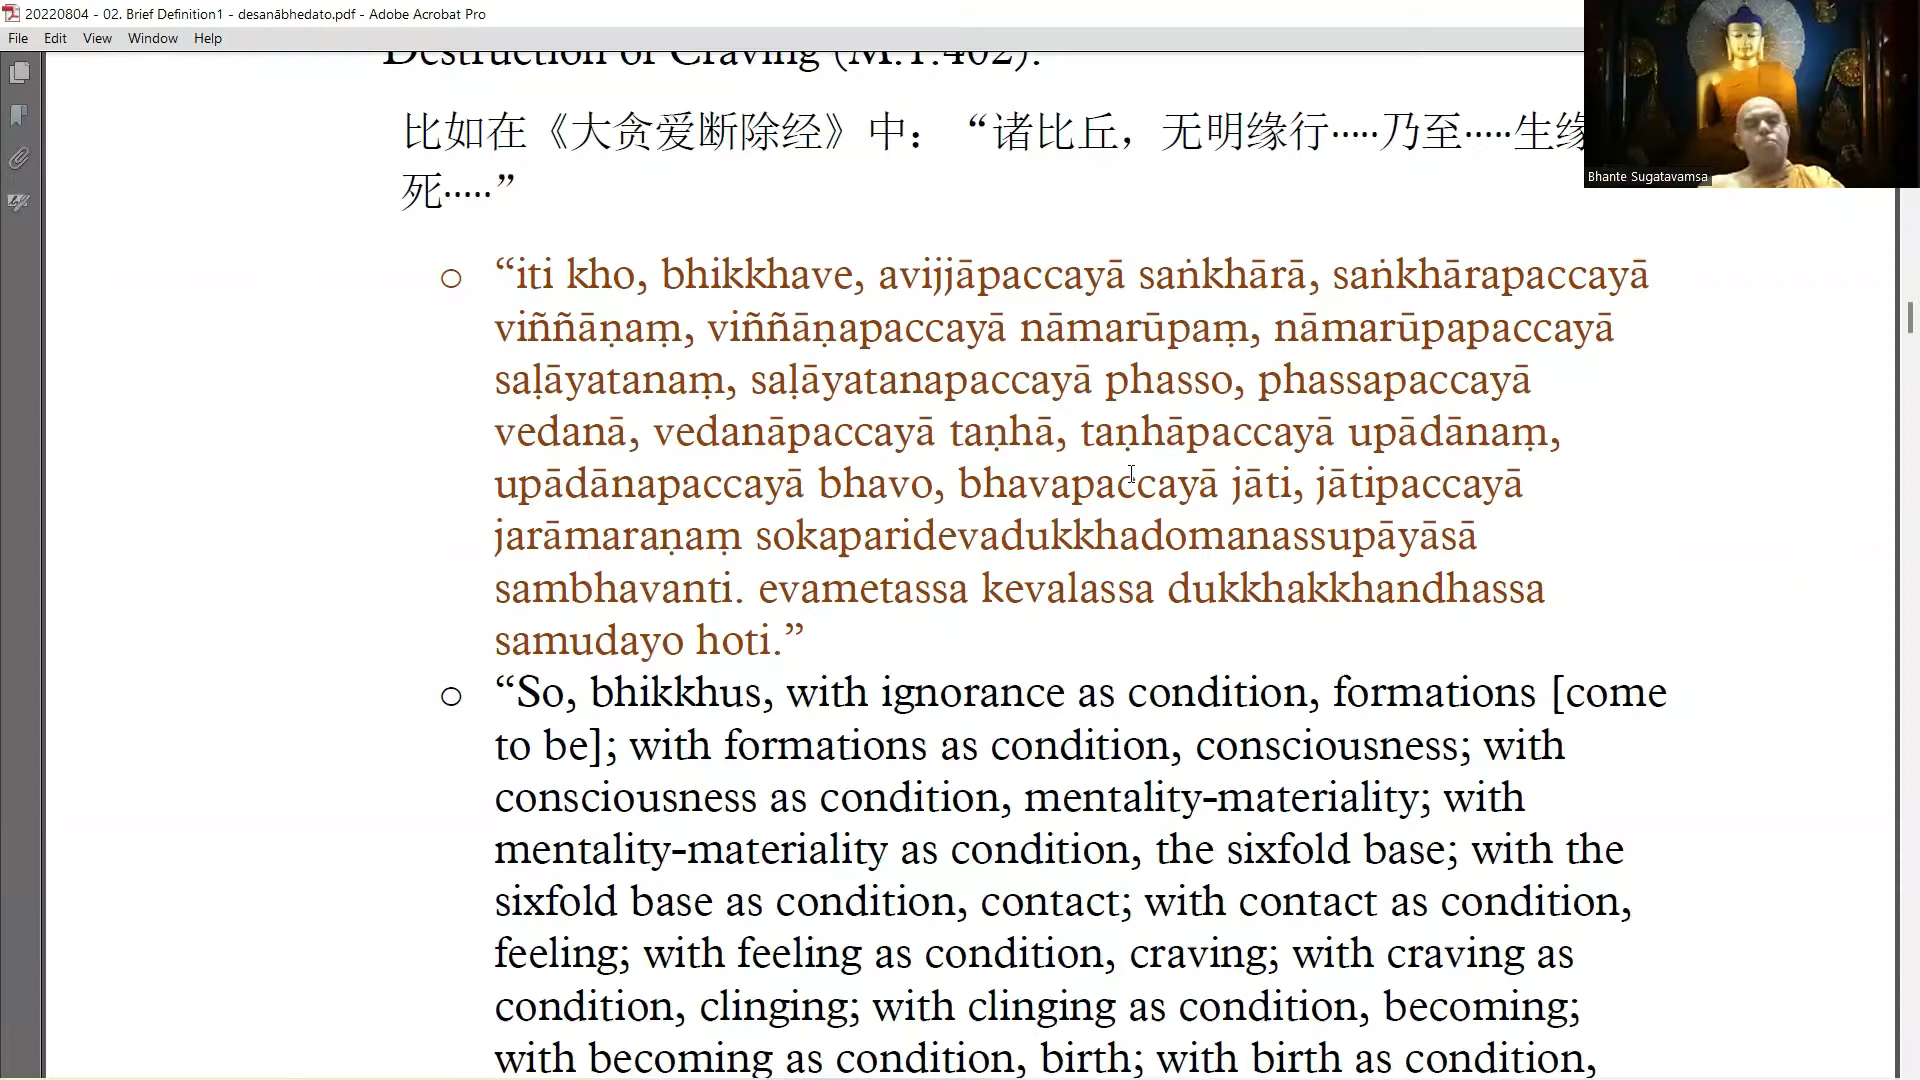 20220804 - 02. Brief Definition1 - desanābhedato.pdf - Adobe Acrobat Pro
File Edit View Window Help
Destruction of Craving (M.1.402):
比如在《大贪爱断除经》中：“诸比丘，无明缘行·····乃至·····生缘
死·····”
Bhante Sugatavamsa
○ “iti kho, bhikkhave, avijjāpaccayā saṅkhārā, saṅkhārapaccayā
viññāṇaṃ, viññāṇapaccayā nāmarūpaṃ, nāmarūpapaccayā
saḷāyatanaṃ, saḷāyatanapaccayā phasso, phassapaccayā
vedanā, vedanāpaccayā taṇhā, taṇhāpaccayā upādānaṃ,
upādānapaccayā bhavo, bhavapaccayā jāti, jātipaccayā
jarāmaraṇaṃ sokaparidevadukkhadomanassupāyāsā
sambhavanti. evametassa kevalassa dukkhakkhandhassa
samudayo hoti.”
○ “So, bhikkhus, with ignorance as condition, formations [come
to be]; with formations as condition, consciousness; with
consciousness as condition, mentality-materiality; with
mentality-materiality as condition, the sixfold base; with the
sixfold base as condition, contact; with contact as condition,
feeling; with feeling as condition, craving; with craving as
condition, clinging; with clinging as condition, becoming;
with becoming as condition, birth; with birth as condition,